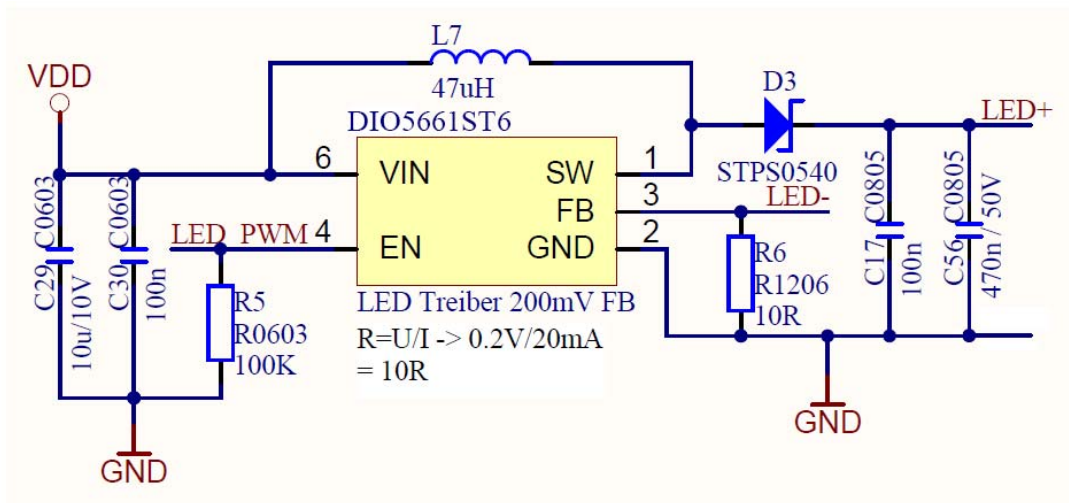 L7
47uH
VDD
DIO5661ST6
6
VIN
SW
1
FB
3
EN
4
GND
2
LED_PWM
LED Treiber 200mV FB
R=U/I -> 0.2V/20mA
= 10R
D3
STPS0540
LED+
LED-
C29
C0603
10u/10V
C30
C0603
100n
R5
R0603
100K
R6
R1206
10R
C17
C0805
100n
C56
C0805
470n / 50V
GND
GND